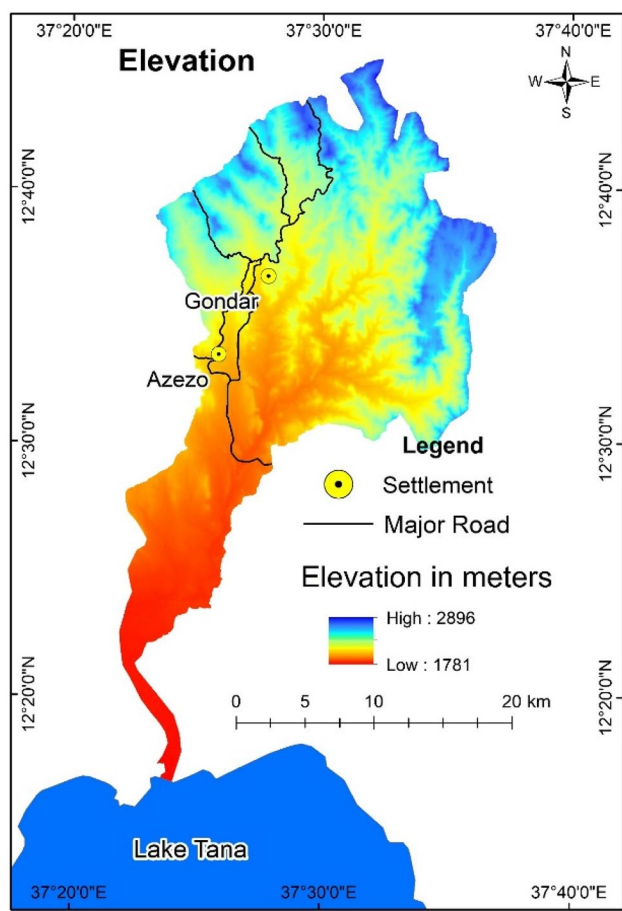 37°20'0"E
37°30'0"E
37°40'0"E
Elevation
N
W E
S
12°40'0"N
12°40'0"N
Gondar
Azezo
12°30'0"N
12°30'0"N
Legend
Settlement
Major Road
Elevation in meters
High : 2896
Low : 1781
12°20'0"N
12°20'0"N
0 5 10 20 km
Lake Tana
37°20'0"E
37°30'0"E
37°40'0"E